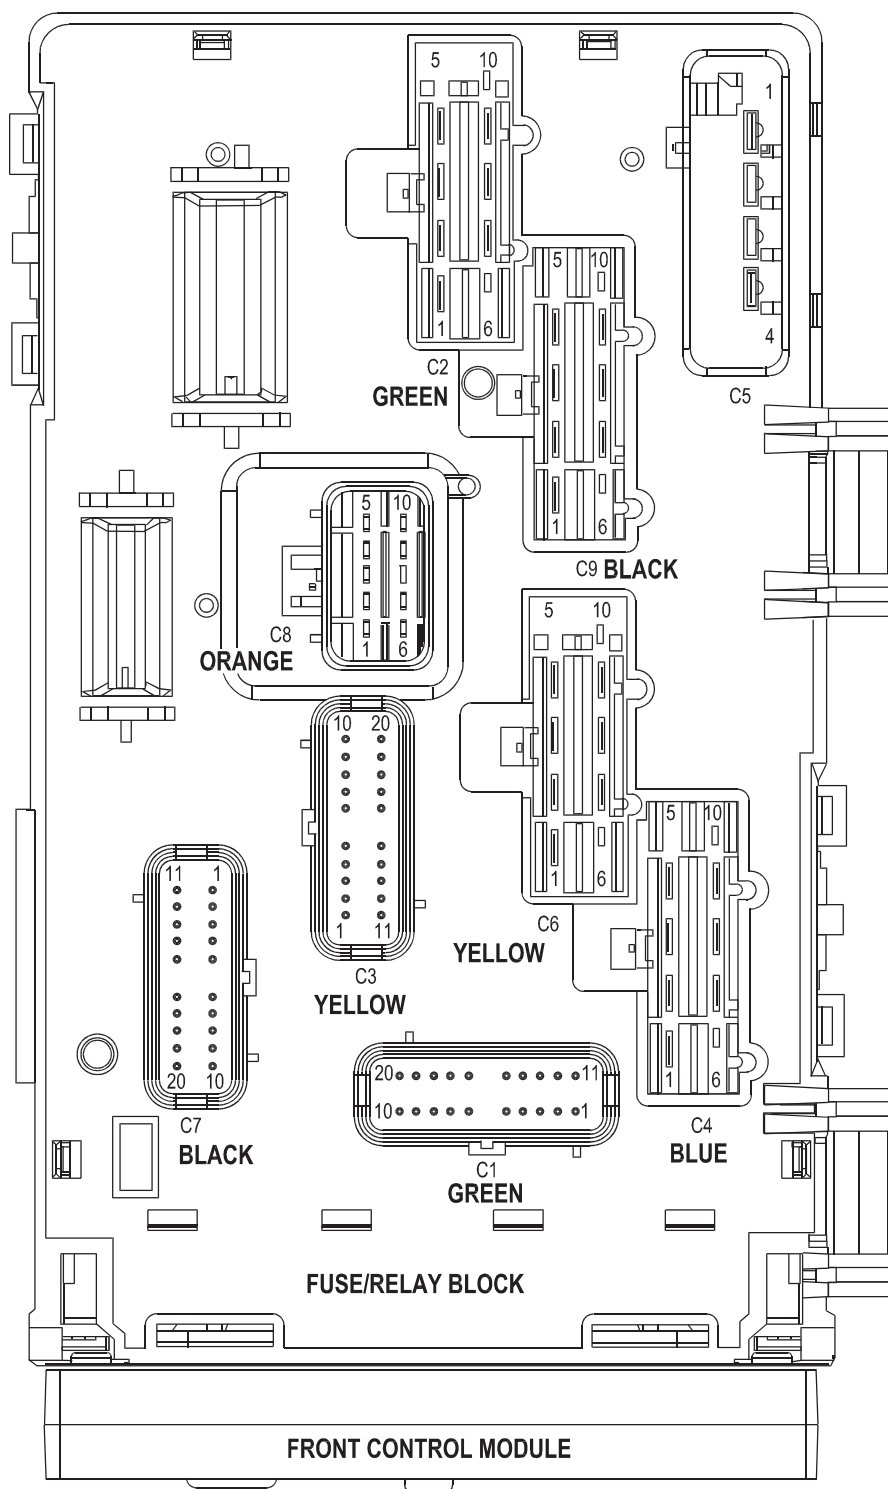 5 10
1
1 6
4
C2
GREEN
5 10
C5
1 6
C9 BLACK
5 10
1 6
C8
ORANGE
5 10
1 6
C6
YELLOW
10 20
1 11
C3
YELLOW
5 10
1 6
C4
BLUE
11 1
20 10
C7
BLACK
20 11
10 1
C1
GREEN
FUSE/RELAY BLOCK
FRONT CONTROL MODULE